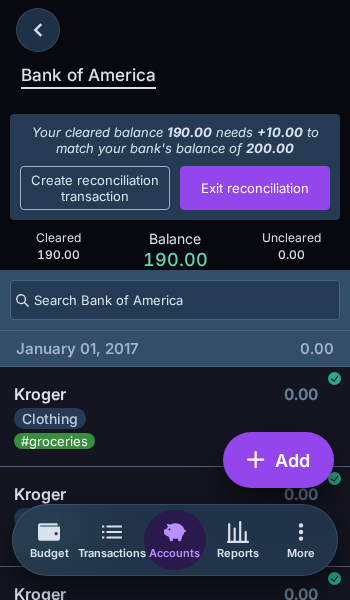 Bank of America
Your cleared balance 190.00 needs +10.00 to
match your bank's balance of 200.00
Create reconciliation
transaction
Exit reconciliation
Cleared
190.00
Balance
190.00
Uncleared
0.00
Search Bank of America
January 01, 2017 0.00
Kroger 0.00
Clothing
#groceries
Add
Kroger 0.00
Budget Transactions Accounts Reports More
Kroger 0.00